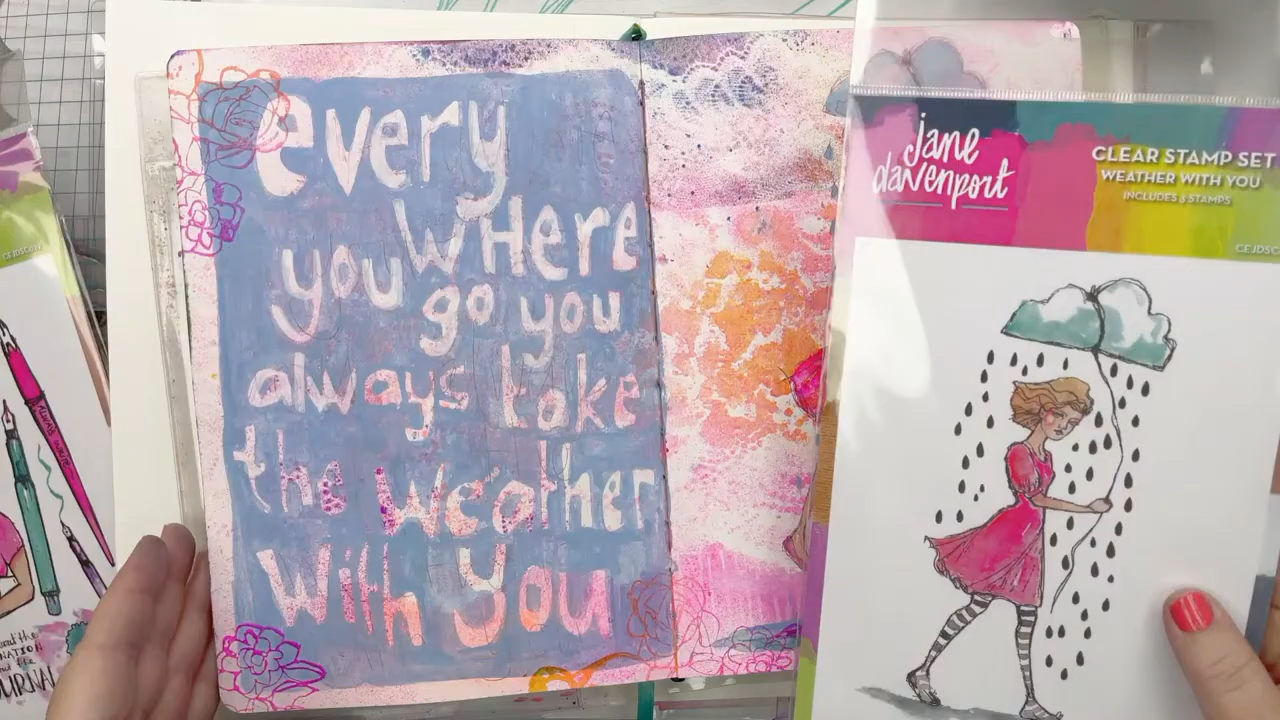 every
where
you
go you
always take
the weather
with you
jane
davenport
CLEAR STAMP SET
WEATHER WITH YOU
INCLUDES 3 STAMPS